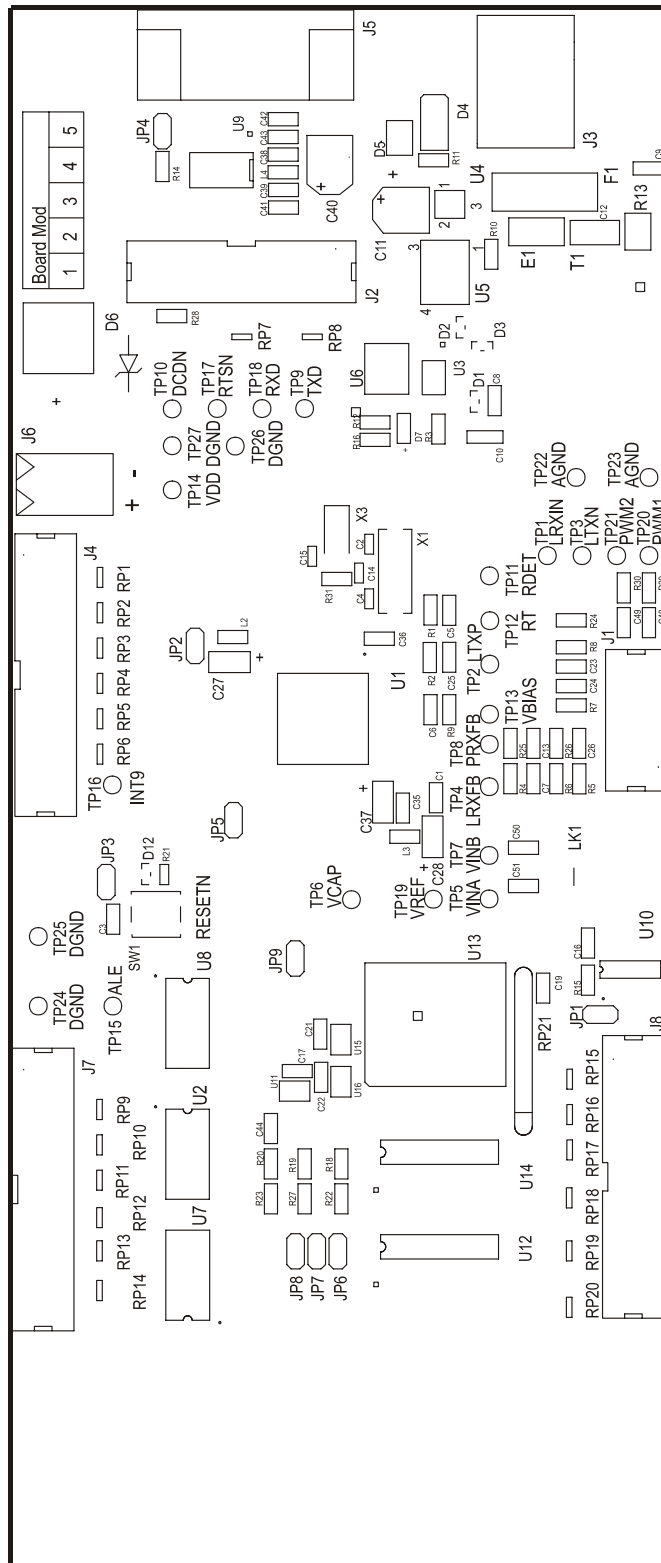 J5
J3
D4
D5
R11
+
U9
C42
C43
C38
L4
C39
C41
JP4
R14
+
C40
Board Mod
1 2 3 4 5
U4
F1
C9
R13
C12
T1
E1
R10
+
C11
1
2
3
3
1
4
U5
J2
D6
+
R28
RP7
RP8
D2
D3
U3
U6
D1
C8
C10
R3
D7
+
R12
R16
TP10
DCDN
TP17
RTSN
TP18
RXD
TP9
TXD
TP27
DGND
TP26
DGND
TP14
VDD
J6
+ -
TP22
AGND
TP23
AGND
TP1
LRXIN
TP3
LTXN
TP21
PWM2
TP20
PWM1
TP11
RDET
TP12
RT
TP2
LTXP
TP13
VBIAS
TP8
PRXFB
TP4
LRXFB
TP7
VINB
TP5
VINA
TP19
VREF
TP6
VCAP
J4
RP1
RP2
RP3
RP4
RP5
RP6
TP16
INT9
JP2
L2
C27
+
X3
X1
C15
C2
R31
C14
C4
C36
U1
R1
C5
R2
C25
C6
R9
R30
C49
R24
J1
R8
C23
C24
R7
R25
C13
R26
C26
R4
C7
R6
R5
C1
C35
C37
+
L3
C28
+
C50
C51
LK1
JP5
JP3
D12
R21
C3
SW1
RESETN
TP25
DGND
TP24
DGND
TP15
ALE
U8
U2
U7
JP9
U13
C19
RP21
C16
R15
U10
JP1
J8
J7
RP9
RP10
RP11
RP12
RP13
RP14
C21
U15
C17
U11
C22
U16
C44
R20
R19
R18
R23
R27
R22
U14
U12
JP8
JP7
JP6
RP15
RP16
RP17
RP18
RP19
RP20